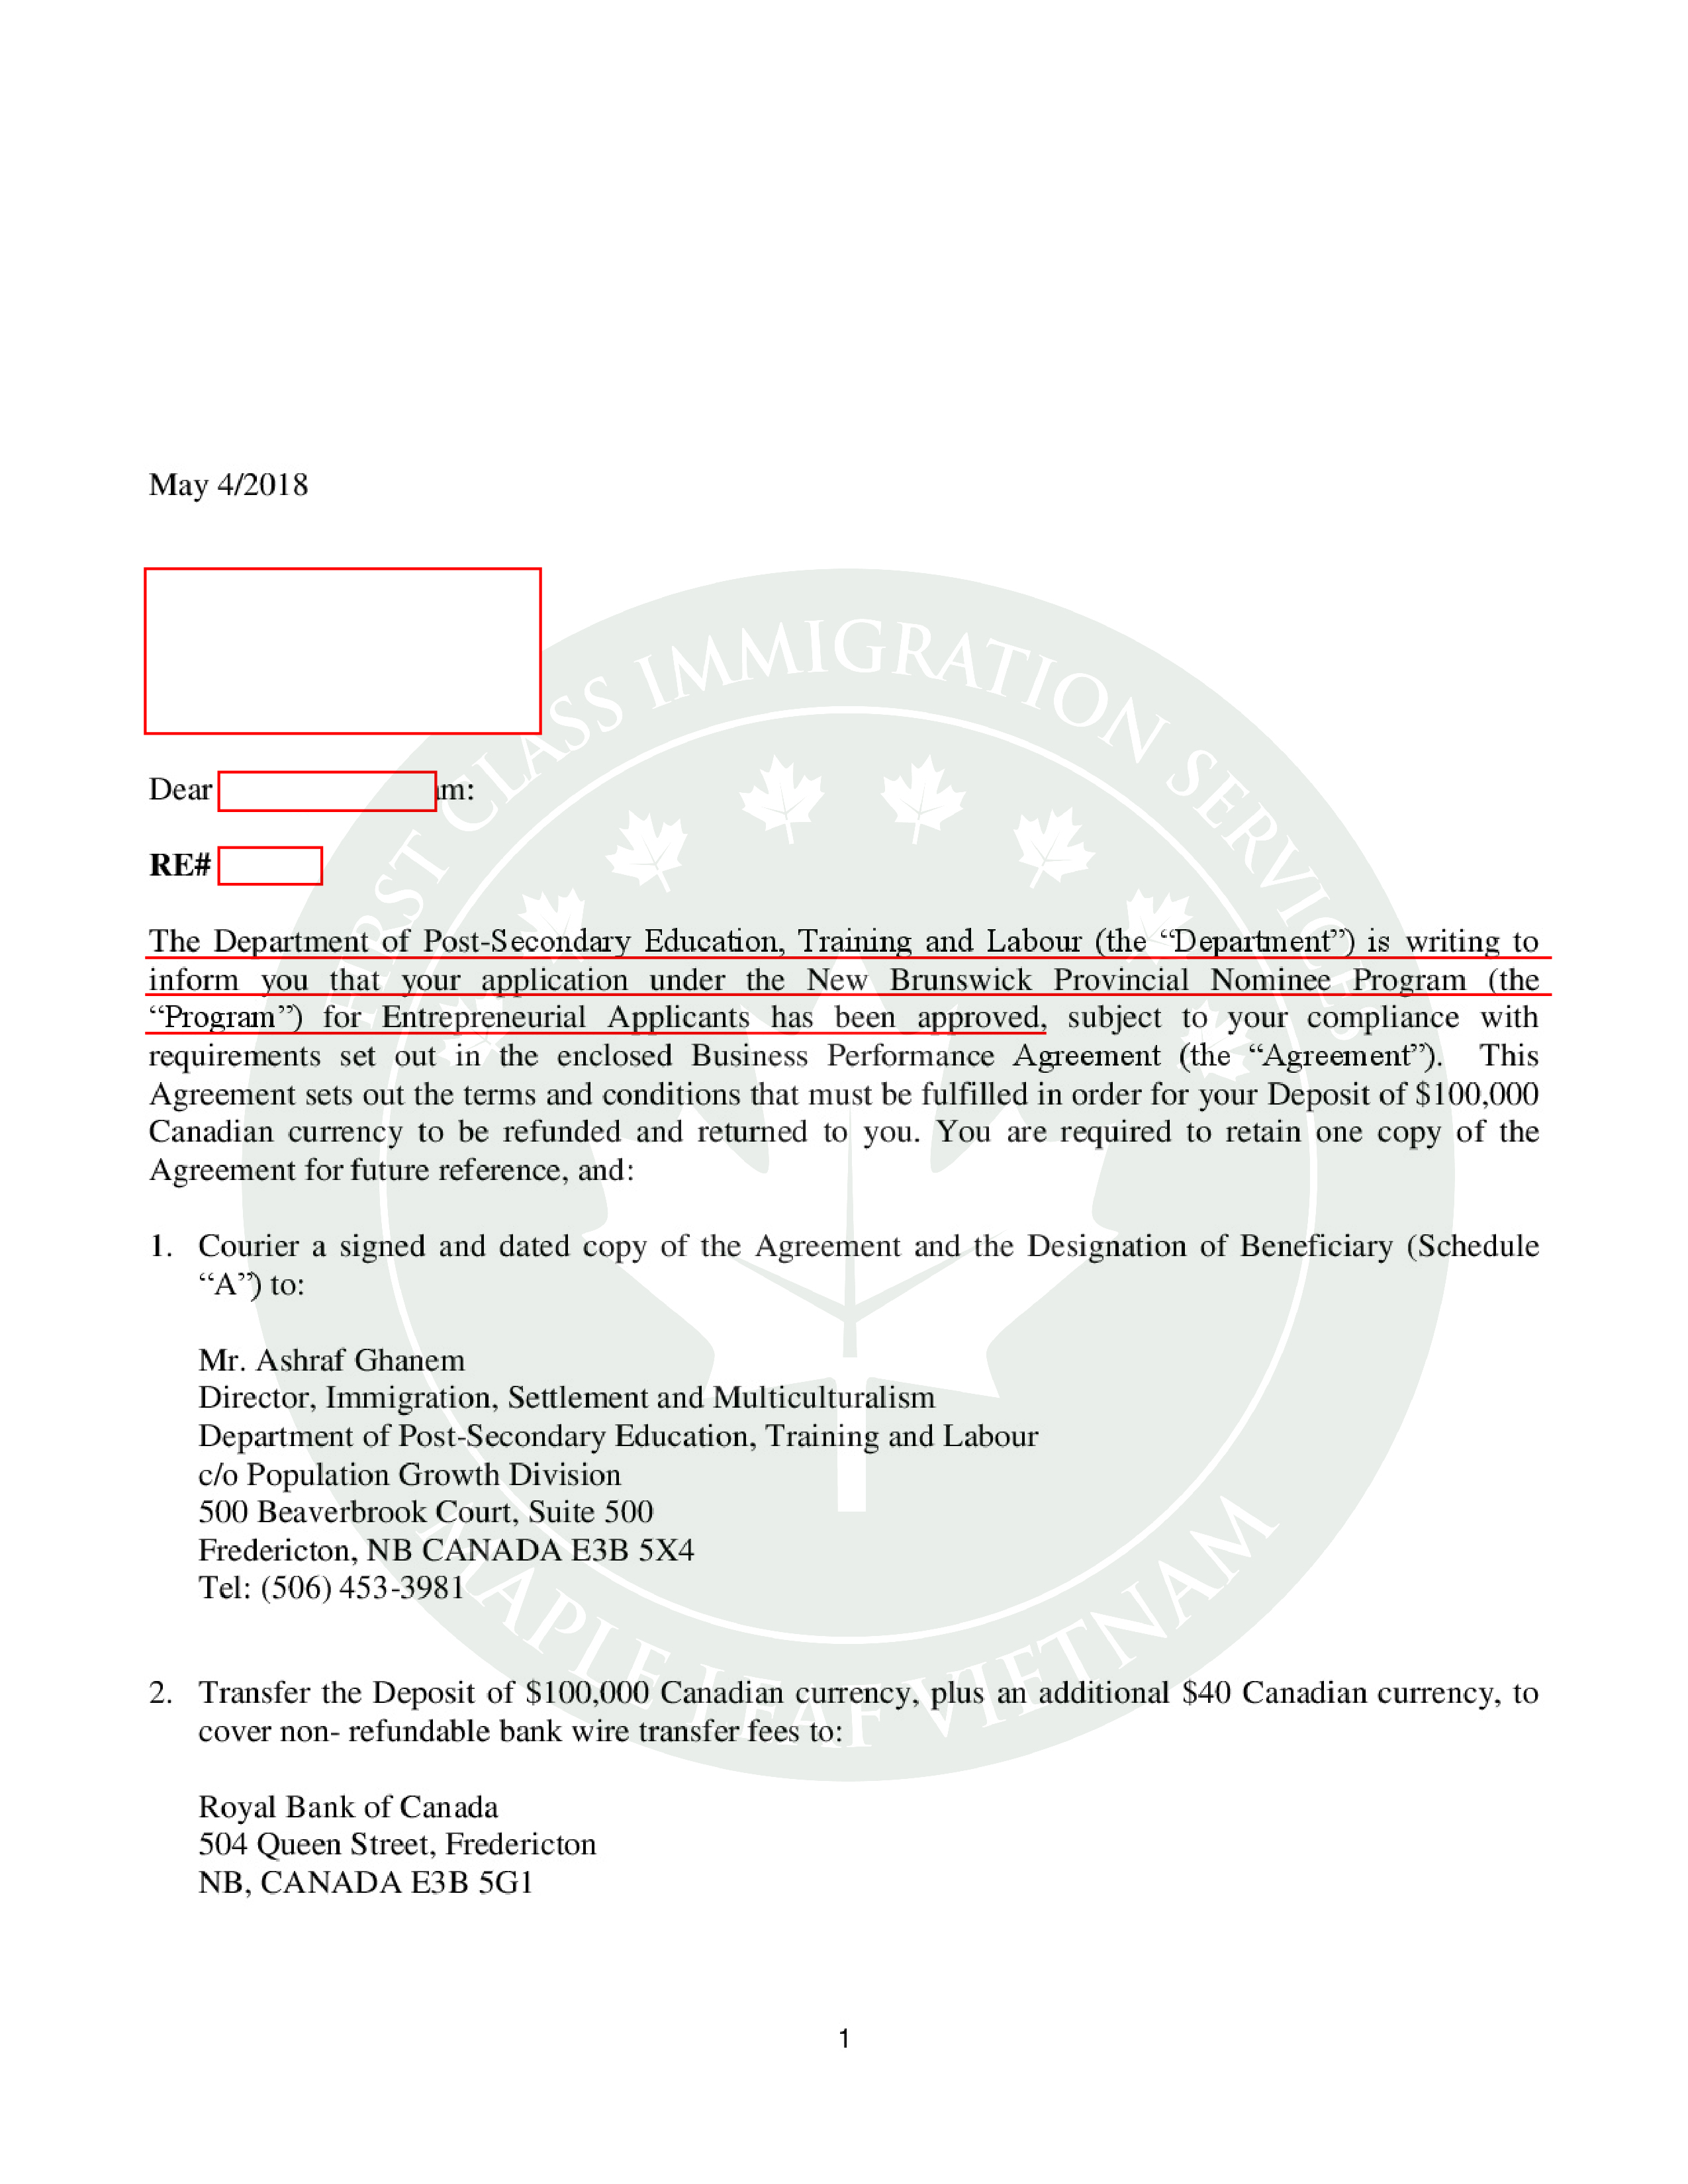 May 4/2018
Dear m:
RE#
The Department of Post-Secondary Education, Training and Labour (the “Department”) is writing to
inform you that your application under the New Brunswick Provincial Nominee Program (the
“Program”) for Entrepreneurial Applicants has been approved, subject to your compliance with
requirements set out in the enclosed Business Performance Agreement (the “Agreement”). This
Agreement sets out the terms and conditions that must be fulfilled in order for your Deposit of $100,000
Canadian currency to be refunded and returned to you. You are required to retain one copy of the
Agreement for future reference, and:
1. Courier a signed and dated copy of the Agreement and the Designation of Beneficiary (Schedule
“A”) to:
Mr. Ashraf Ghanem
Director, Immigration, Settlement and Multiculturalism
Department of Post-Secondary Education, Training and Labour
c/o Population Growth Division
500 Beaverbrook Court, Suite 500
Fredericton, NB CANADA E3B 5X4
Tel: (506) 453-3981
2. Transfer the Deposit of $100,000 Canadian currency, plus an additional $40 Canadian currency, to
cover non- refundable bank wire transfer fees to:
Royal Bank of Canada
504 Queen Street, Fredericton
NB, CANADA E3B 5G1
1
FIRST CLASS IMMIGRATION SERVICES
MAPLE LEAF VIETNAM